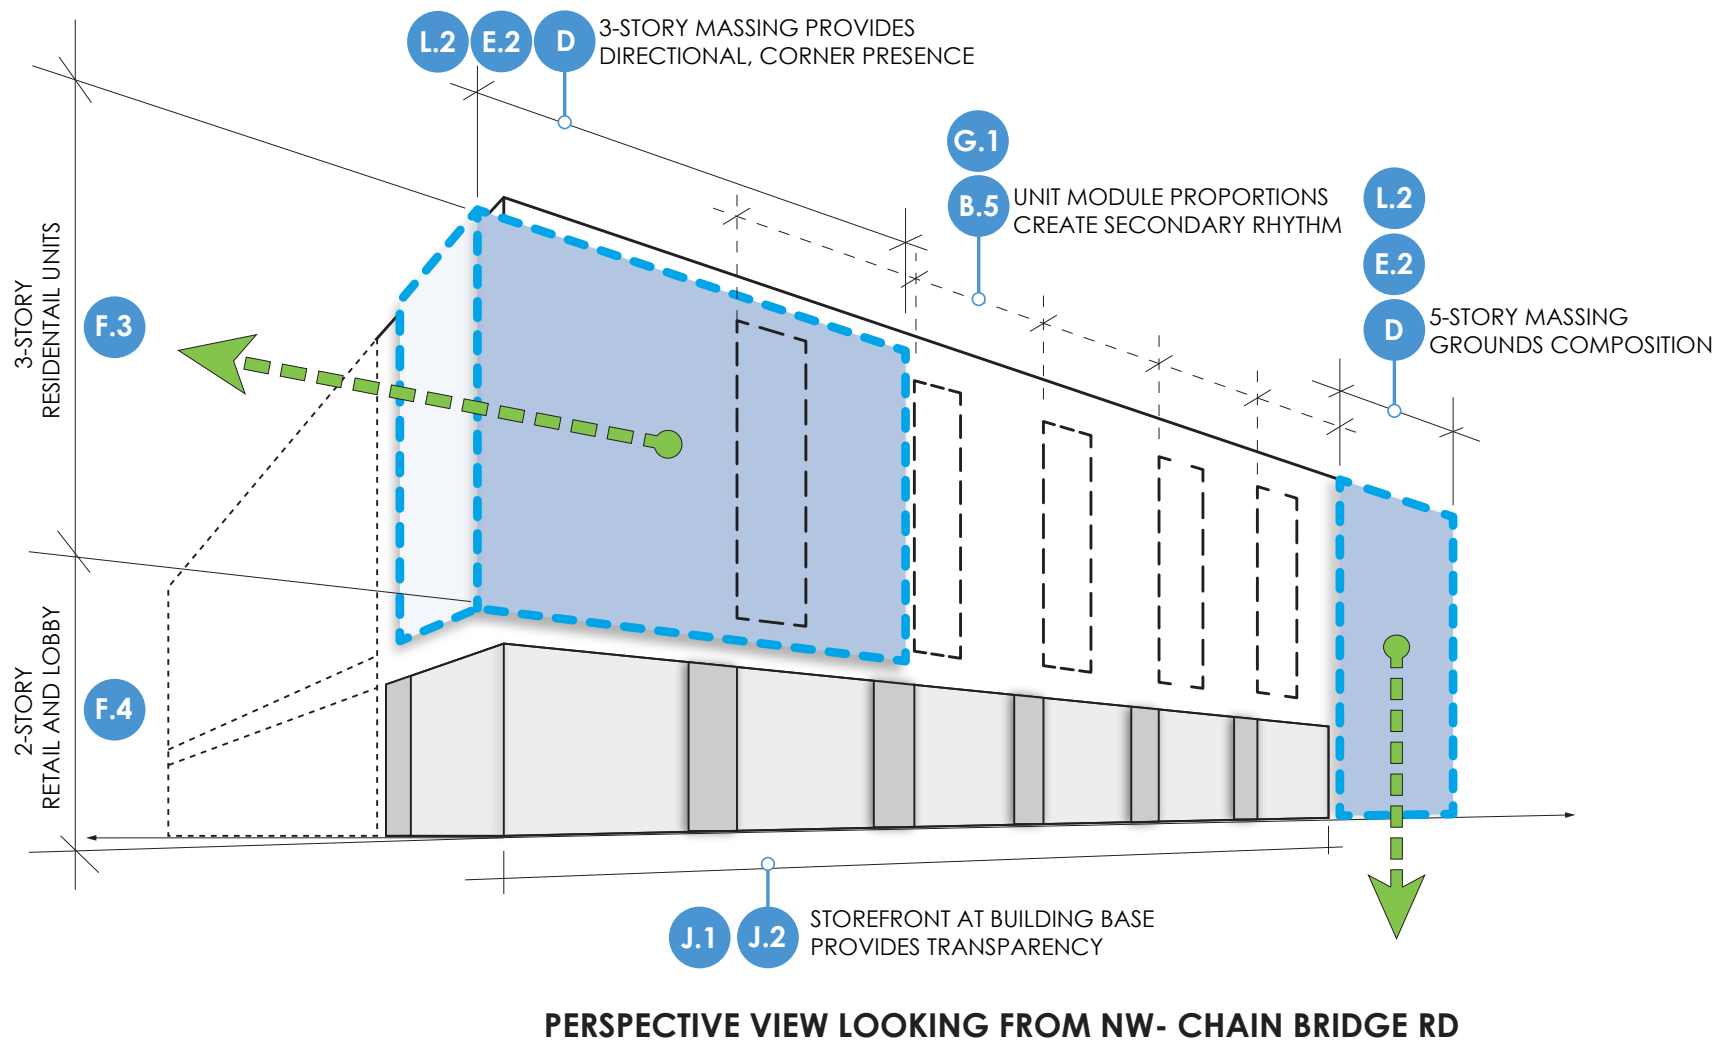 L.2 E.2 D 3-STORY MASSING PROVIDES
DIRECTIONAL, CORNER PRESENCE
G.1
B.5 UNIT MODULE PROPORTIONS
CREATE SECONDARY RHYTHM
L.2
E.2
D 5-STORY MASSING
GROUNDS COMPOSITION
3-STORY
RESIDENTAIL UNITS
F.3
2-STORY
RETAIL AND LOBBY
F.4
J.1 J.2 STOREFRONT AT BUILDING BASE
PROVIDES TRANSPARENCY
PERSPECTIVE VIEW LOOKING FROM NW- CHAIN BRIDGE RD